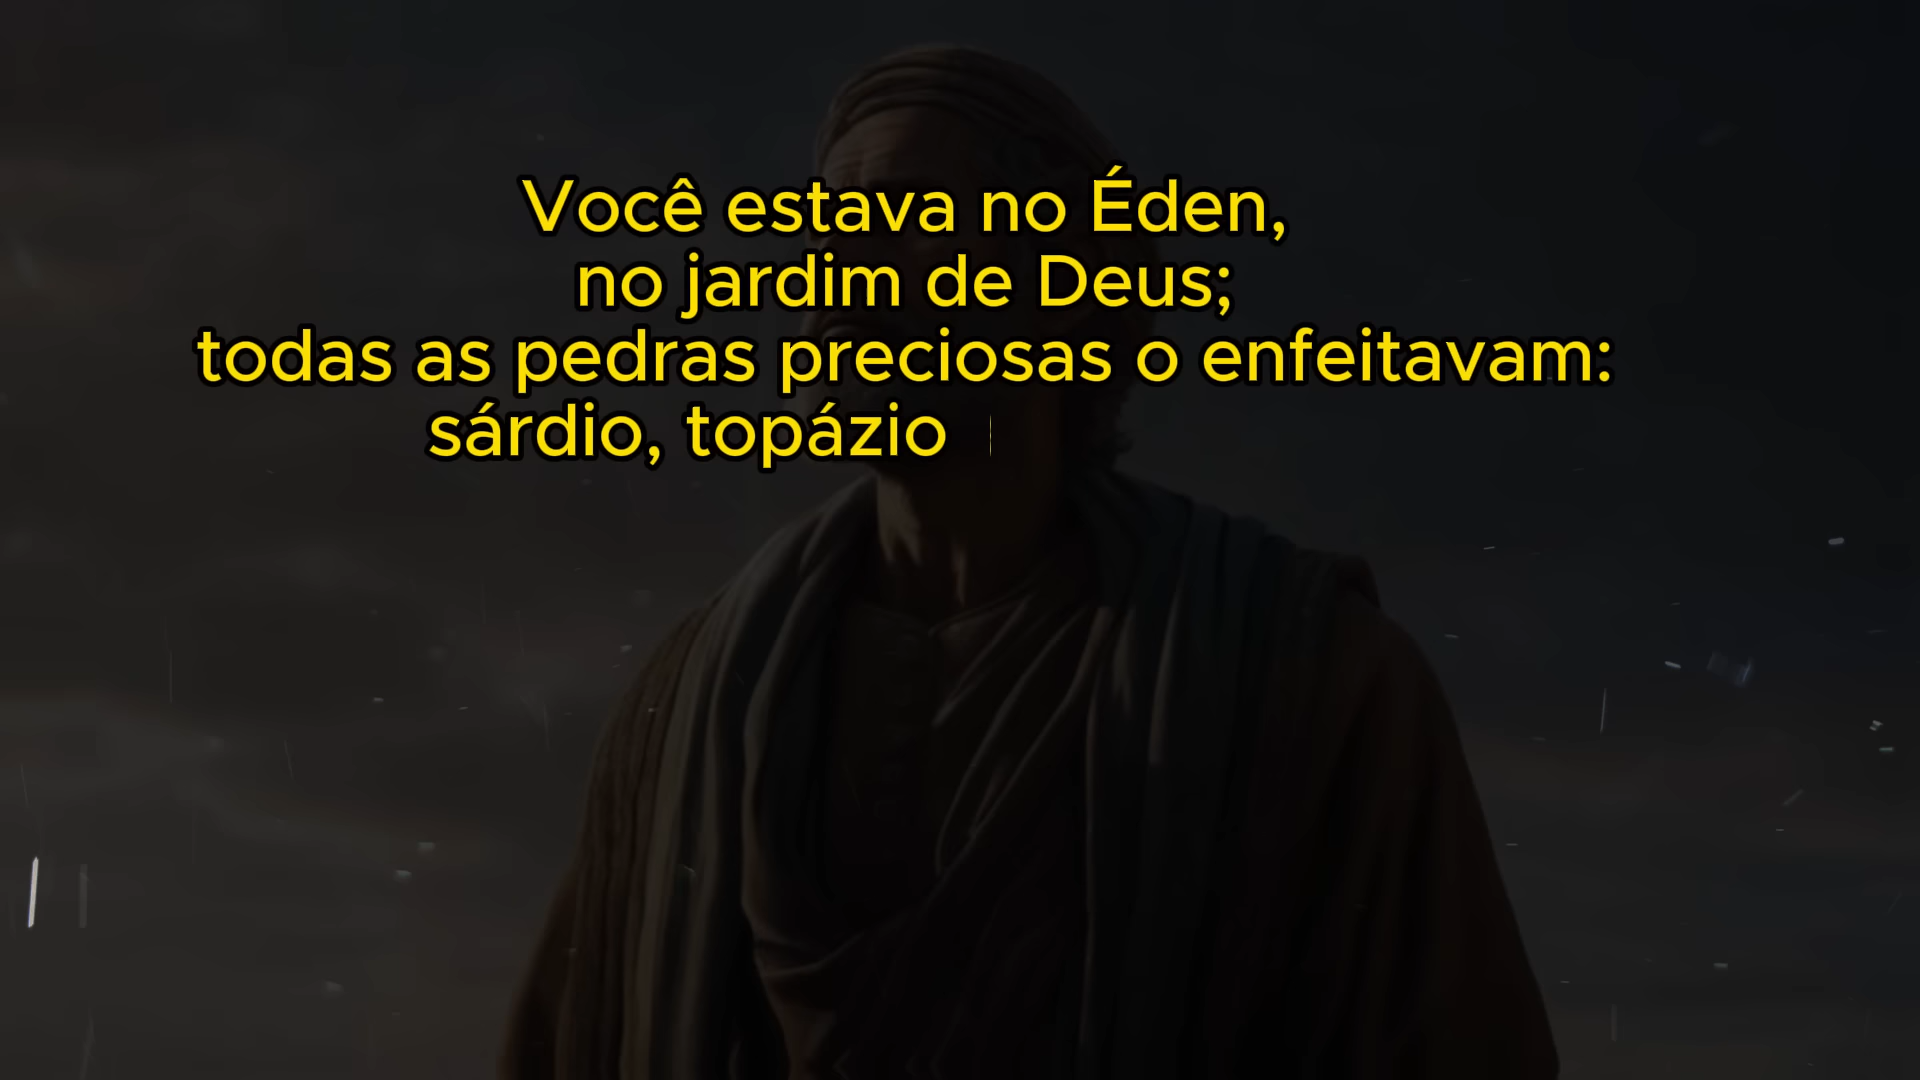 Você estava no Éden,
no jardim de Deus;
todas as pedras preciosas o enfeitavam:
sárdio, topázio